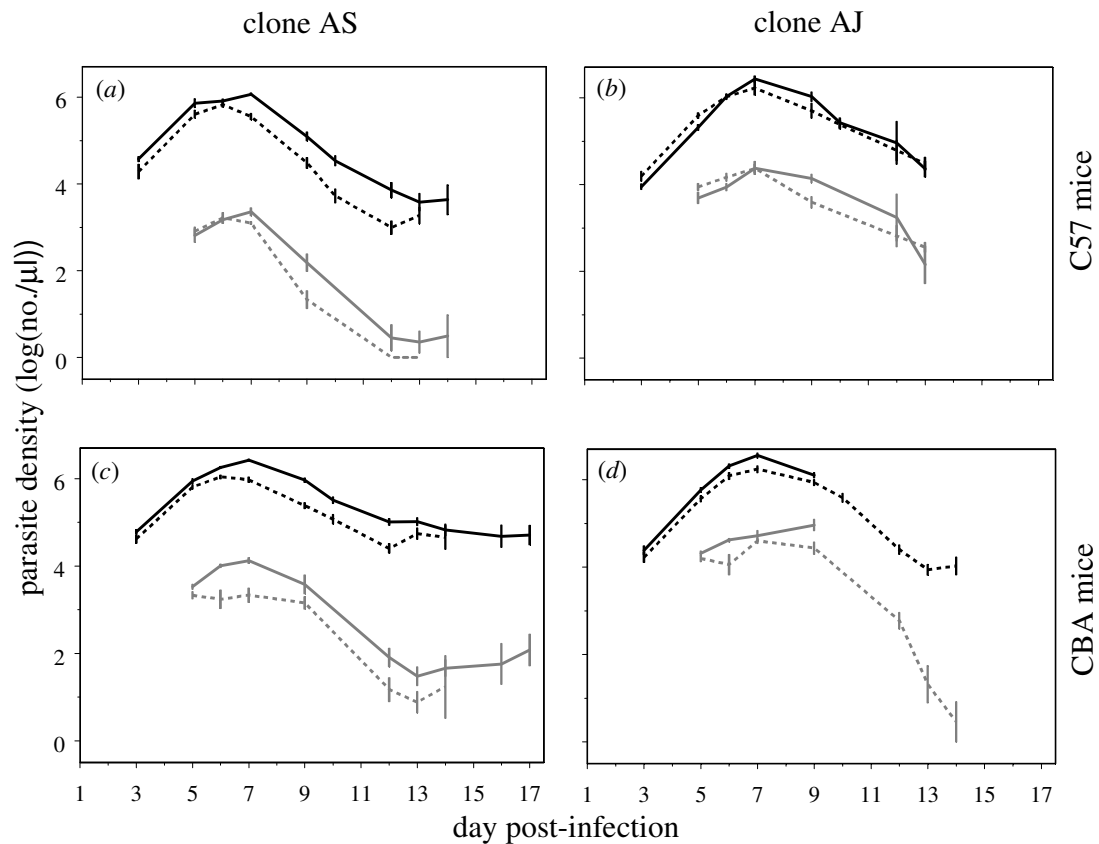 clone AS
clone AJ
(a)
(b)
6
4
2
0
C57 mice
parasite density (log(no./µl))
(c)
(d)
6
4
2
0
CBA mice
1 3 5 7 9 11 13 15 17
1 3 5 7 9 11 13 15 17
day post-infection